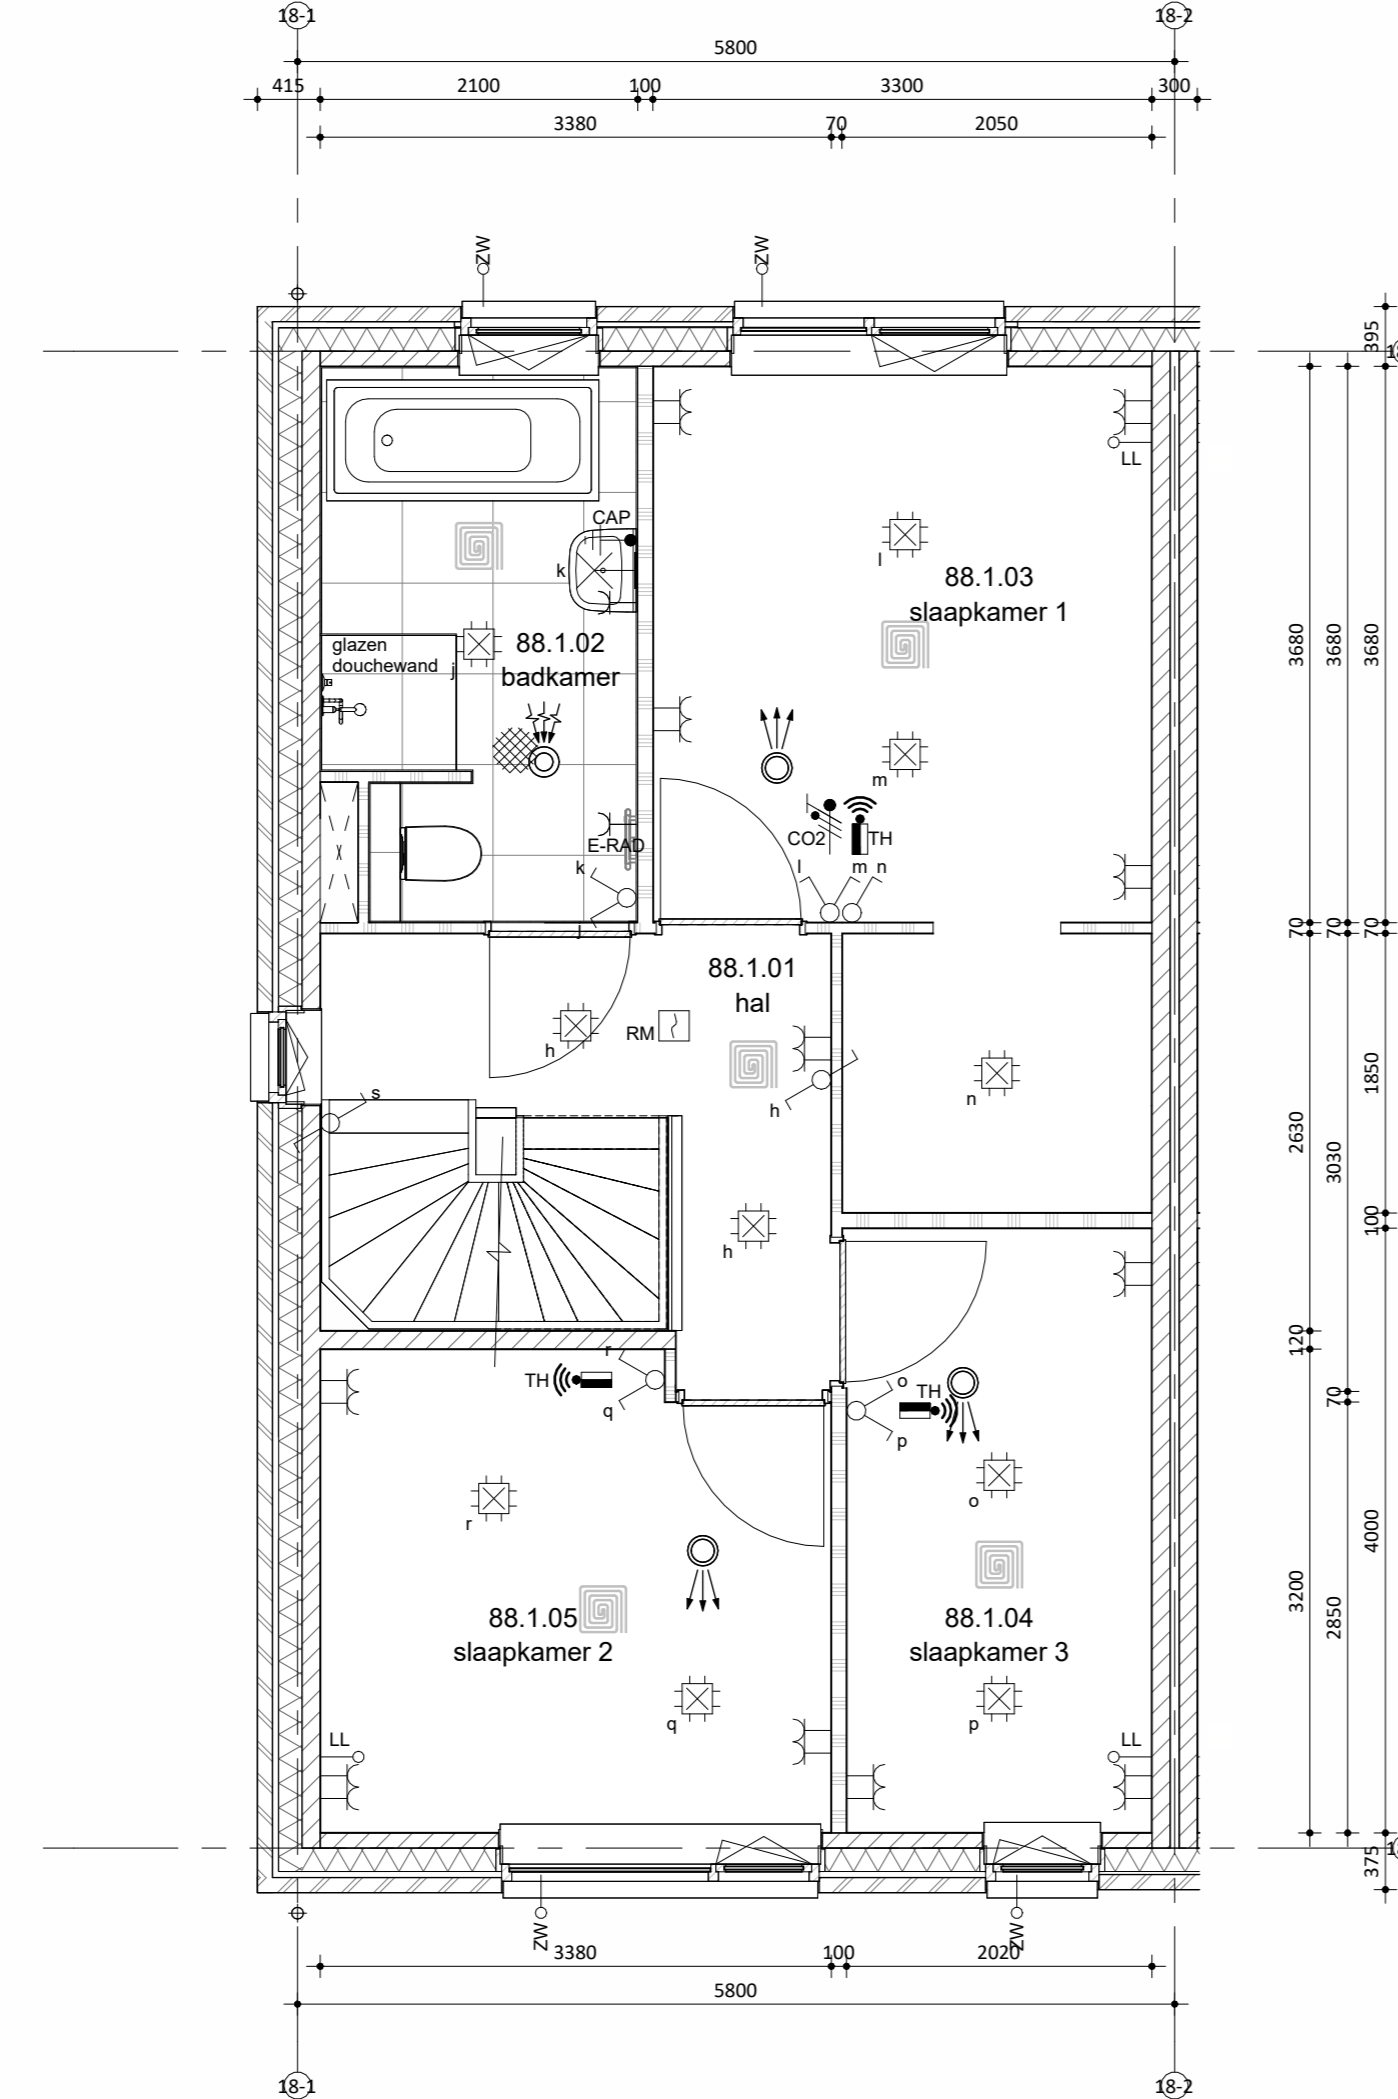 18-1 18-2
5800
415 2100 100 3300 300
3380 70 2050
ZW ZW
395
LL
CAP
k
l
88.1.03
slaapkamer 1
88.1.02
badkamer
glazen
douchewand j
3680 3680 3680
m
CO2 TH
E-RAD
k
l m n
j
70 70 70
88.1.01
hal
RM
h
n
h
s
1850
2630
3030
100
h
120
r
TH
q
o
TH
p
70
o
r
4000
3200
2850
88.1.05
slaapkamer 2
88.1.04
slaapkamer 3
q
p
LL
LL
375
ZW ZW
3380 100 2020
5800
18-1 18-2